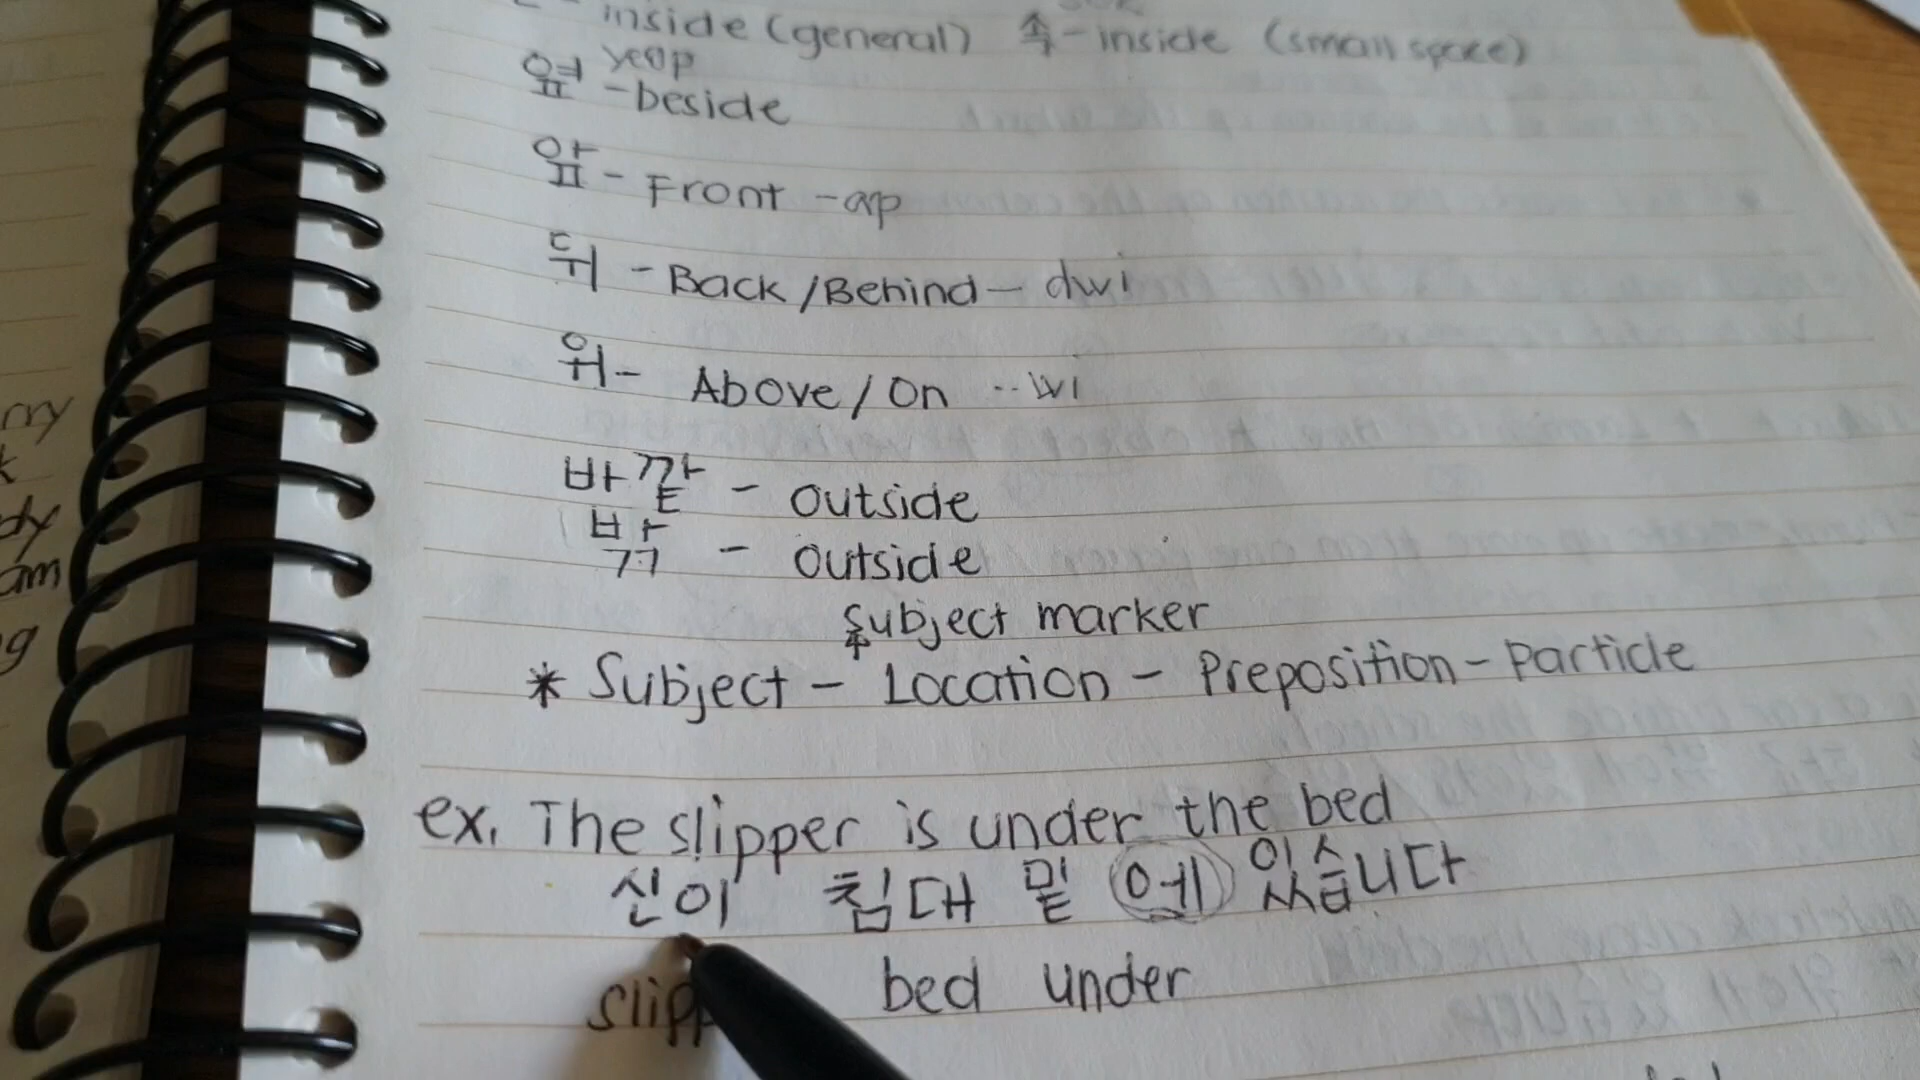 inside (general) 속 - inside (small space)
옆 yeop
- beside
앞 - Front - ap
뒤 - Back / Behind - dwi
위 - Above / On -- wi
바깥 - outside
밖 - outside
subject marker
* Subject - Location - Preposition - Particle
ex. The slipper is under the bed
신이 침대 밑 에 있습니다
bed under